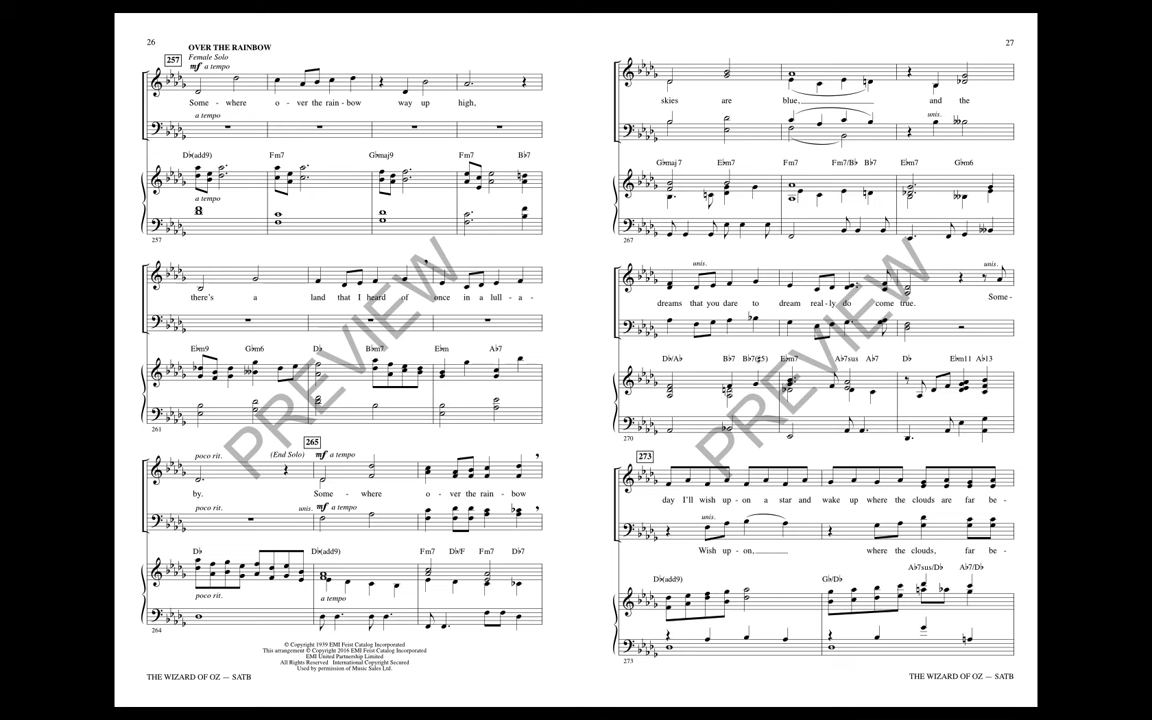 26
OVER THE RAINBOW
257
Female Solo
mf a tempo
Some - where o - ver the rain - bow way up high,
a tempo
D♭(add9) Fm7 G♭maj9 Fm7 B♭7
a tempo
257
there's a land that I heard of once in a lull - a -
E♭m9 G♭m6 D♭ B♭m7 E♭m A♭7
261
265
poco rit. (End Solo) mf a tempo
by. Some - where o - ver the rain - bow
poco rit. unis. mf a tempo
D♭ D♭(add9) Fm7 D♭/F Fm7 D♭7
poco rit. a tempo
264
© Copyright 1939 EMI Feist Catalog Incorporated
This arrangement © Copyright 2016 EMI Feist Catalog Incorporated
EMI United Partnership Limited
All Rights Reserved International Copyright Secured
Used by permission of Music Sales Ltd.
THE WIZARD OF OZ — SATB
PREVIEW
27
skies are blue, and the
unis.
G♭maj7 E♭m7 Fm7 Fm7/B♭ B♭7 E♭m7 G♭m6
267
unis. unis.
dreams that you dare to dream real - ly do come true. Some -
D♭/A♭ B♭7 B♭7(♯5) E♭m7 A♭7sus A♭7 D♭ E♭m11 A♭13
270
273
day I'll wish up - on a star and wake up where the clouds are far be -
unis.
Wish up - on, where the clouds, far be -
D♭(add9) G♭/D♭ A♭7sus/D♭ A♭7/D♭
273
THE WIZARD OF OZ — SATB
PREVIEW